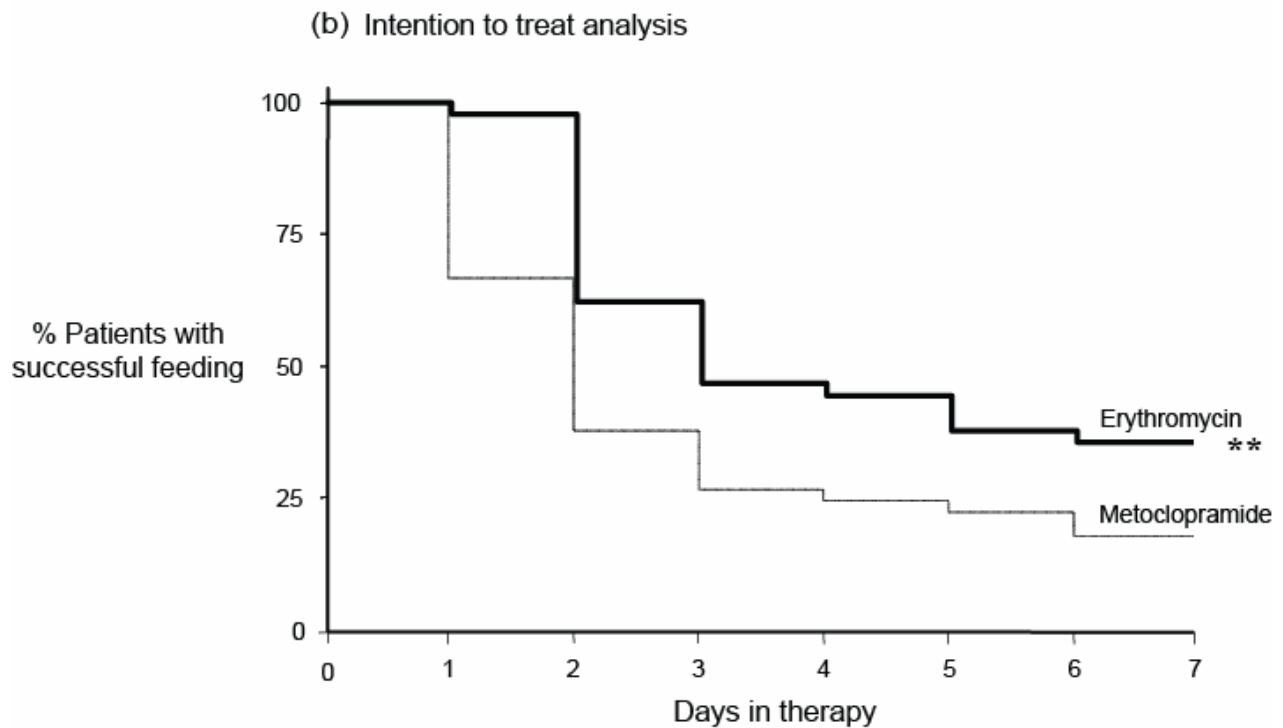 (b) Intention to treat analysis
100
75
50
25
0
% Patients with
successful feeding
Erythromycin
**
Metoclopramide
0 1 2 3 4 5 6 7
Days in therapy